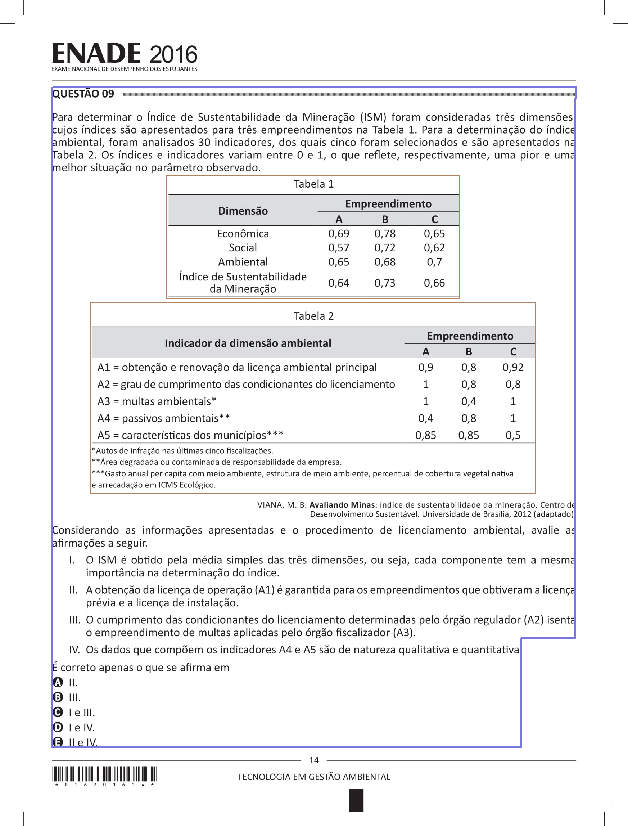 ENADE 2016
EXAME NACIONAL DE DESEMPENHO DOS ESTUDANTES
QUESTÃO 09
Para determinar o Índice de Sustentabilidade da Mineração (ISM) foram consideradas três dimensões,
cujos índices são apresentados para três empreendimentos na Tabela 1. Para a determinação do índice
ambiental, foram analisados 30 indicadores, dos quais cinco foram selecionados e são apresentados na
Tabela 2. Os índices e indicadores variam entre 0 e 1, o que reflete, respectivamente, uma pior e uma
melhor situação no parâmetro observado.
Tabela 1
Dimensão Empreendimento
A B C
Econômica 0,69 0,78 0,65
Social 0,57 0,72 0,62
Ambiental 0,65 0,68 0,7
Índice de Sustentabilidade
da Mineração 0,64 0,73 0,66
Tabela 2
Indicador da dimensão ambiental Empreendimento
A B C
A1 = obtenção e renovação da licença ambiental principal 0,9 0,8 0,92
A2 = grau de cumprimento das condicionantes do licenciamento 1 0,8 0,8
A3 = multas ambientais* 1 0,4 1
A4 = passivos ambientais** 0,4 0,8 1
A5 = características dos municípios*** 0,85 0,85 0,5
*Autos de infração nas últimas cinco fiscalizações.
**Área degradada ou contaminada de responsabilidade da empresa.
***Gasto anual per capita com meio ambiente, estrutura de meio ambiente, percentual de cobertura vegetal nativa
e arrecadação em ICMS Ecológico.
VIANA, M. B. Avaliando Minas: índice de sustentabilidade da mineração. Centro de
Desenvolvimento Sustentável. Universidade de Brasília, 2012 (adaptado).
Considerando as informações apresentadas e o procedimento de licenciamento ambiental, avalie as
afirmações a seguir.
I. O ISM é obtido pela média simples das três dimensões, ou seja, cada componente tem a mesma
importância na determinação do índice.
II. A obtenção da licença de operação (A1) é garantida para os empreendimentos que obtiveram a licença
prévia e a licença de instalação.
III. O cumprimento das condicionantes do licenciamento determinadas pelo órgão regulador (A2) isenta
o empreendimento de multas aplicadas pelo órgão fiscalizador (A3).
IV. Os dados que compõem os indicadores A4 e A5 são de natureza qualitativa e quantitativa.
É correto apenas o que se afirma em
A II.
B III.
C I e III.
D I e IV.
E II e IV.
14
TECNOLOGIA EM GESTÃO AMBIENTAL